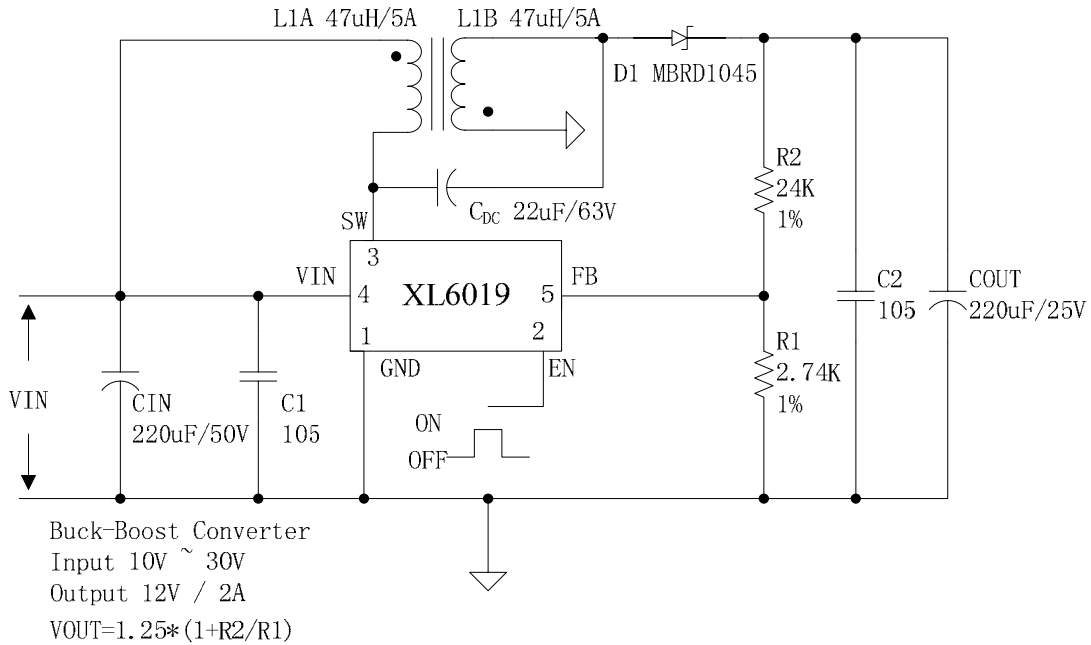 L1A 47uH/5A
L1B 47uH/5A
D1 MBRD1045
R2
24K
1%
CDC 22uF/63V
SW
3
VIN
4
XL6019
5
FB
1
2
GND
EN
C2
105
COUT
220uF/25V
R1
2.74K
1%
VIN
CIN
220uF/50V
C1
105
ON
OFF
Buck-Boost Converter
Input 10V ~ 30V
Output 12V / 2A
VOUT=1.25*(1+R2/R1)